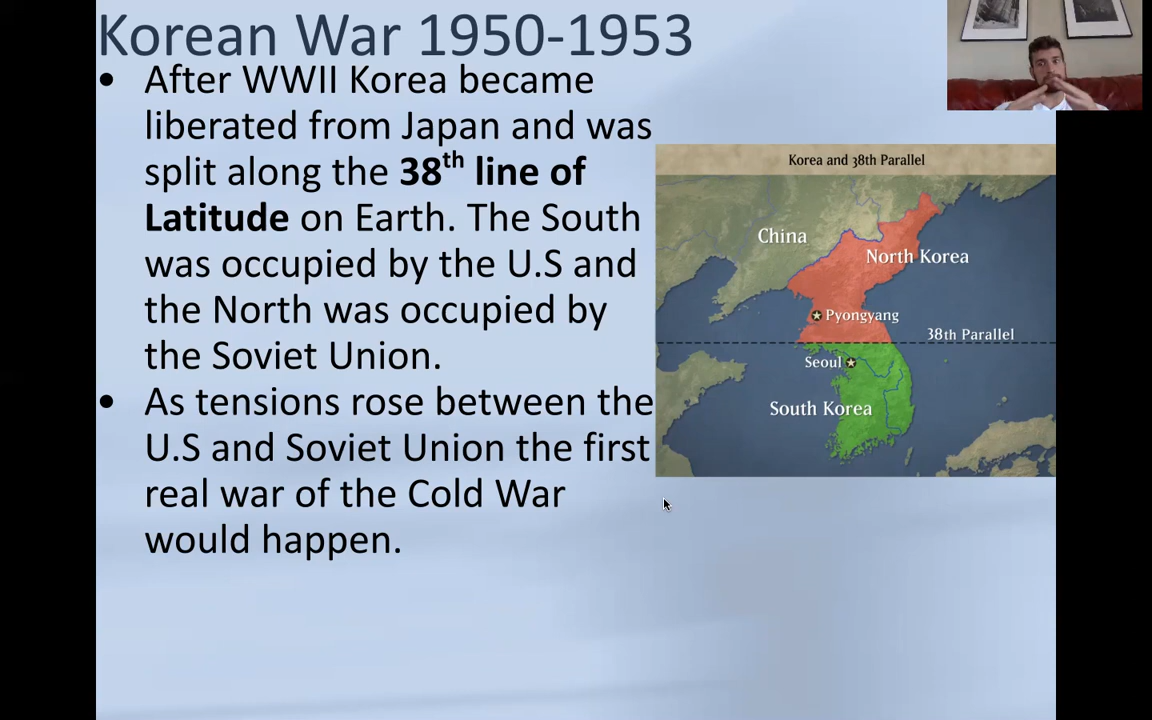 Korean War 1950-1953
• After WWII Korea became
liberated from Japan and was
split along the 38th line of
Latitude on Earth. The South
was occupied by the U.S and
the North was occupied by
the Soviet Union.
• As tensions rose between the
U.S and Soviet Union the first
real war of the Cold War
would happen.
Korea and 38th Parallel
China
North Korea
Pyongyang
38th Parallel
Seoul
South Korea